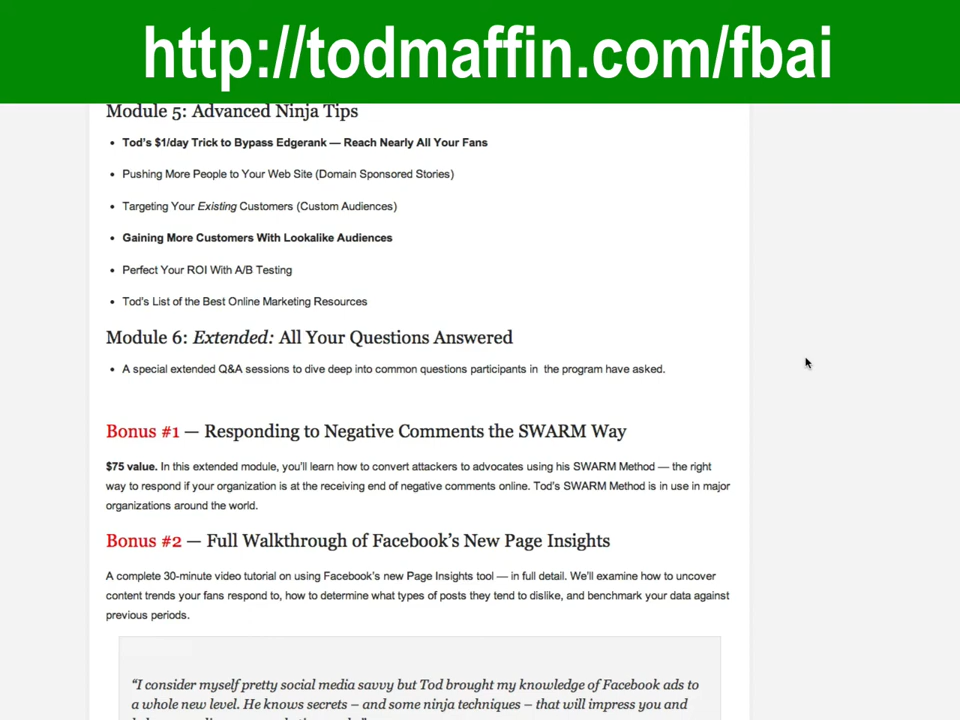 http://todmaffin.com/fbai
Module 5: Advanced Ninja Tips
Tod's $1/day Trick to Bypass Edgerank — Reach Nearly All Your Fans
Pushing More People to Your Web Site (Domain Sponsored Stories)
Targeting Your Existing Customers (Custom Audiences)
Gaining More Customers With Lookalike Audiences
Perfect Your ROI With A/B Testing
Tod's List of the Best Online Marketing Resources
Module 6: Extended: All Your Questions Answered
A special extended Q&A sessions to dive deep into common questions participants in the program have asked.
Bonus #1 — Responding to Negative Comments the SWARM Way
$75 value. In this extended module, you'll learn how to convert attackers to advocates using his SWARM Method — the right
way to respond if your organization is at the receiving end of negative comments online. Tod's SWARM Method is in use in major
organizations around the world.
Bonus #2 — Full Walkthrough of Facebook's New Page Insights
A complete 30-minute video tutorial on using Facebook's new Page Insights tool — in full detail. We'll examine how to uncover
content trends your fans respond to, how to determine what types of posts they tend to dislike, and benchmark your data against
previous periods.
"I consider myself pretty social media savvy but Tod brought my knowledge of Facebook ads to
a whole new level. He knows secrets – and some ninja techniques – that will impress you and